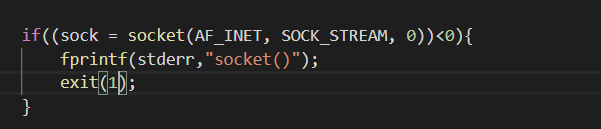 if((sock = socket(AF_INET, SOCK_STREAM, 0))<0){
    fprintf(stderr,"socket()");
    exit(1);
}